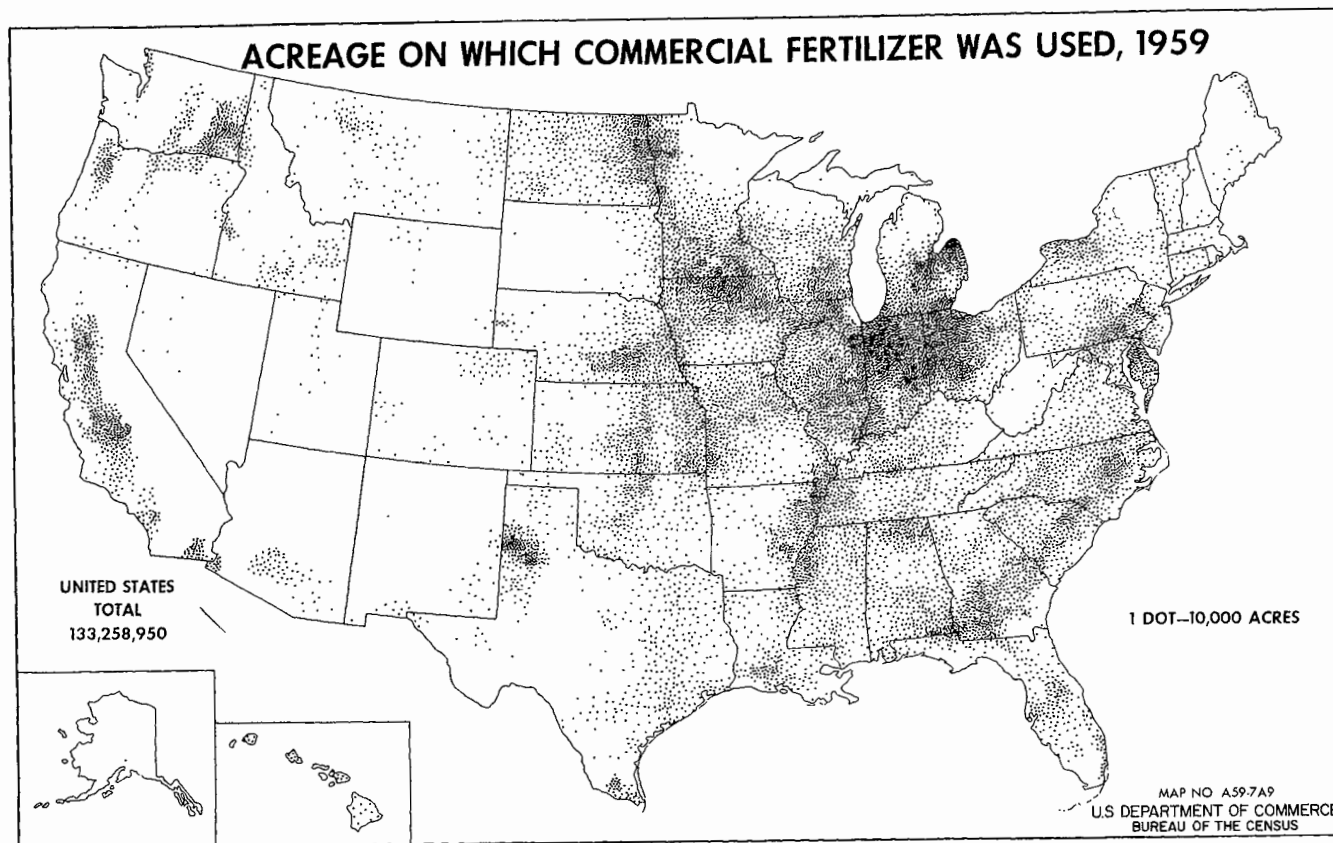 ACREAGE ON WHICH COMMERCIAL FERTILIZER WAS USED, 1959
UNITED STATES
TOTAL
133,258,950
1 DOT—10,000 ACRES
MAP NO A59-7A9
U.S DEPARTMENT OF COMMERCE
BUREAU OF THE CENSUS